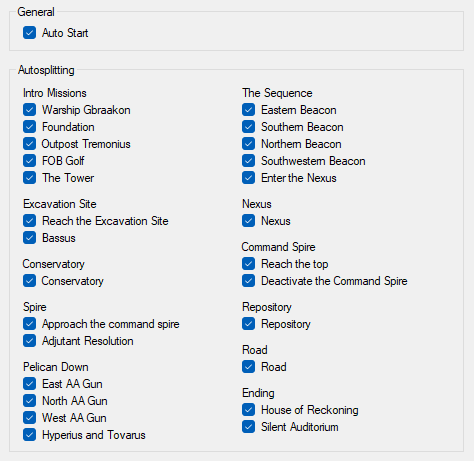 General
Auto Start
Autosplitting
Intro Missions
Warship Gbraakon
Foundation
Outpost Tremonius
FOB Golf
The Tower
Excavation Site
Reach the Excavation Site
Bassus
Conservatory
Conservatory
Spire
Approach the command spire
Adjutant Resolution
Pelican Down
East AA Gun
North AA Gun
West AA Gun
Hyperius and Tovarus
The Sequence
Eastern Beacon
Southern Beacon
Northern Beacon
Southwestern Beacon
Enter the Nexus
Nexus
Nexus
Command Spire
Reach the top
Deactivate the Command Spire
Repository
Repository
Road
Road
Ending
House of Reckoning
Silent Auditorium